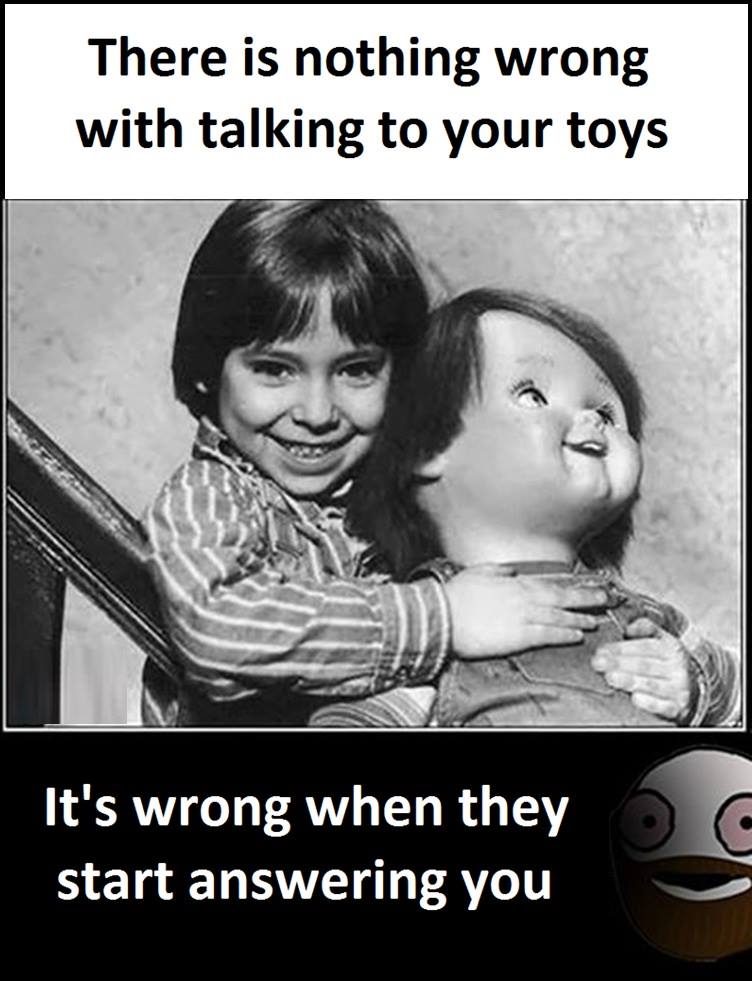 There is nothing wrong
with talking to your toys
It's wrong when they
start answering you